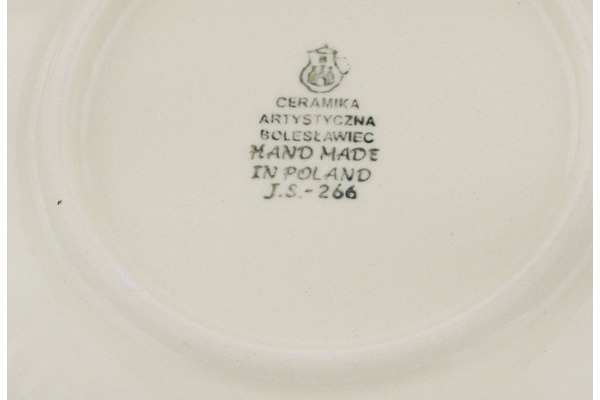 CERAMIKA
ARTYSTYCZNA
BOLESŁAWIEC
HAND MADE
IN POLAND
J.S.-266